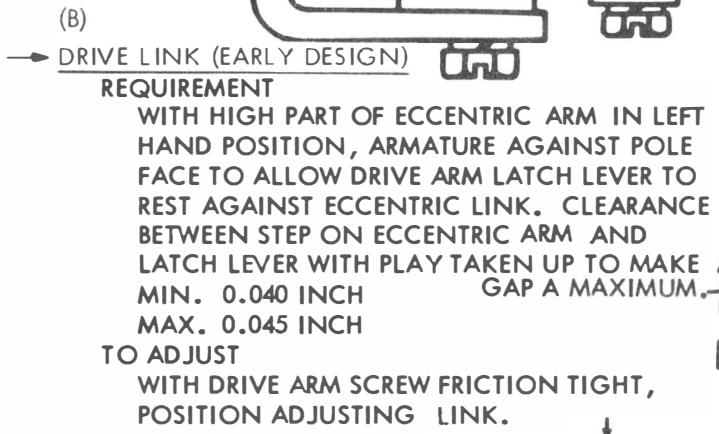 (B)
DRIVE LINK (EARLY DESIGN)
REQUIREMENT
WITH HIGH PART OF ECCENTRIC ARM IN LEFT
HAND POSITION, ARMATURE AGAINST POLE
FACE TO ALLOW DRIVE ARM LATCH LEVER TO
REST AGAINST ECCENTRIC LINK. CLEARANCE
BETWEEN STEP ON ECCENTRIC ARM AND
LATCH LEVER WITH PLAY TAKEN UP TO MAKE
GAP A MAXIMUM.
MIN. 0.040 INCH
MAX. 0.045 INCH
TO ADJUST
WITH DRIVE ARM SCREW FRICTION TIGHT,
POSITION ADJUSTING LINK.